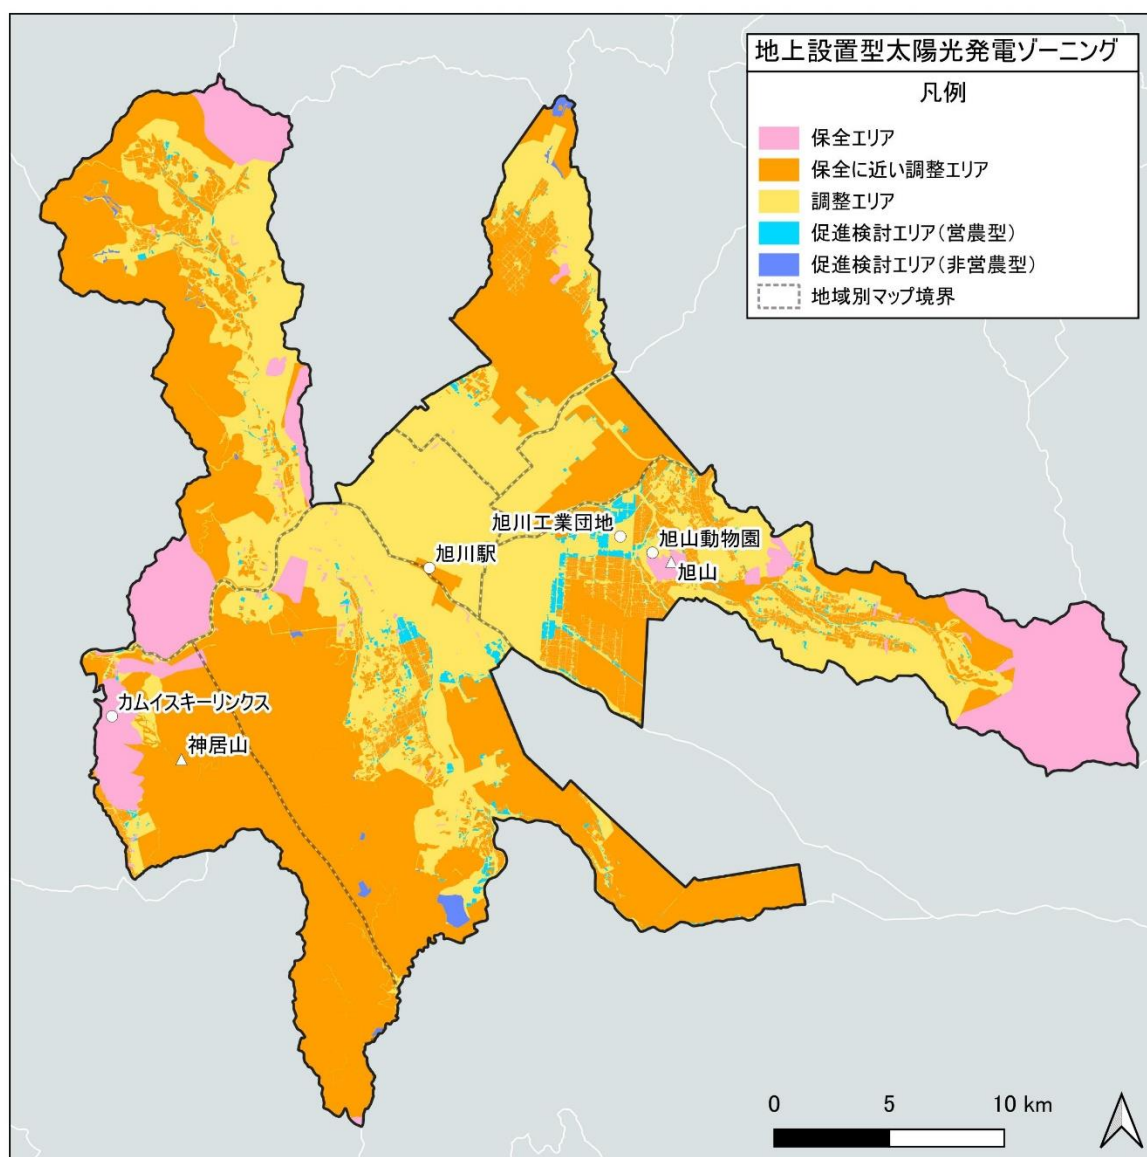 地上設置型太陽光発電ゾーニング
凡例
保全エリア
保全に近い調整エリア
調整エリア
促進検討エリア(営農型)
促進検討エリア(非営農型)
地域別マップ境界
旭川工業団地
旭山動物園
旭川駅
旭山
カムイスキーリンクス
神居山
0 5 10 km